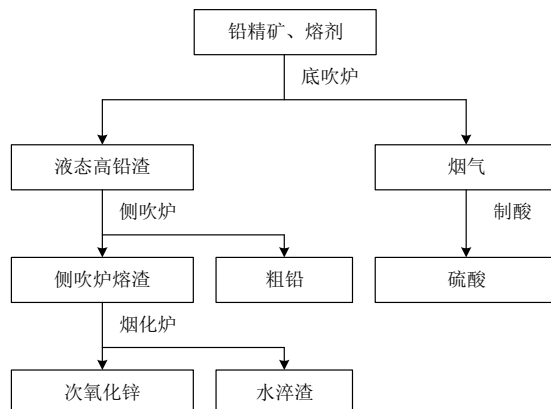 铅精矿、熔剂
底吹炉
液态高铅渣
烟气
侧吹炉
制酸
侧吹炉熔渣
粗铅
硫酸
烟化炉
次氧化锌
水淬渣